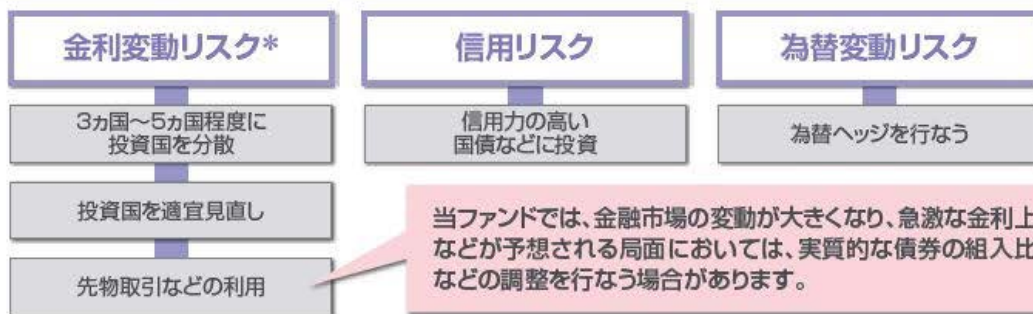 金利変動リスク*
信用リスク
為替変動リスク
3ヵ国~5ヵ国程度に
投資国を分散
信用力の高い
国債などに投資
為替ヘッジを行なう
投資国を適宜見直し
先物取引などの利用
当ファンドでは、金融市場の変動が大きくなり、急激な金利上
などが予想される局面においては、実質的な債券の組入比
などの調整を行なう場合があります。